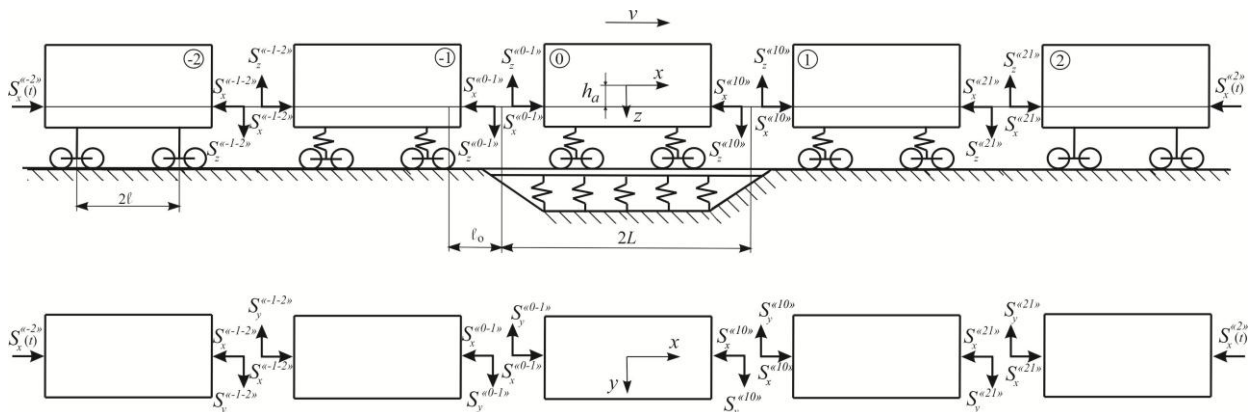 v
-2 -1 0 1 2
S_z^{«-1-2»} S_z^{«0-1»} S_z^{«10»} S_z^{«21»}
S_x^{«-2»}(t) S_x^{«-1-2»} S_x^{«0-1»} h_a x S_x^{«10»} S_x^{«21»} S_x^{«2»}(t)
S_x^{«-1-2»} S_x^{«0-1»} z S_x^{«10»} S_x^{«21»}
S_z^{«-1-2»} S_z^{«0-1»} S_z^{«10»} S_z^{«21»}
2ℓ
ℓ_o 2L
S_y^{«-1-2»} S_y^{«0-1»} S_y^{«10»} S_y^{«21»}
S_x^{«-2»}(t) S_x^{«-1-2»} S_x^{«0-1»} x S_x^{«10»} S_x^{«21»} S_x^{«2»}(t)
S_x^{«-1-2»} S_x^{«0-1»} y S_x^{«10»} S_x^{«21»}
S_y^{«-1-2»} S_y^{«0-1»} S_y^{«10»} S_y^{«21»}